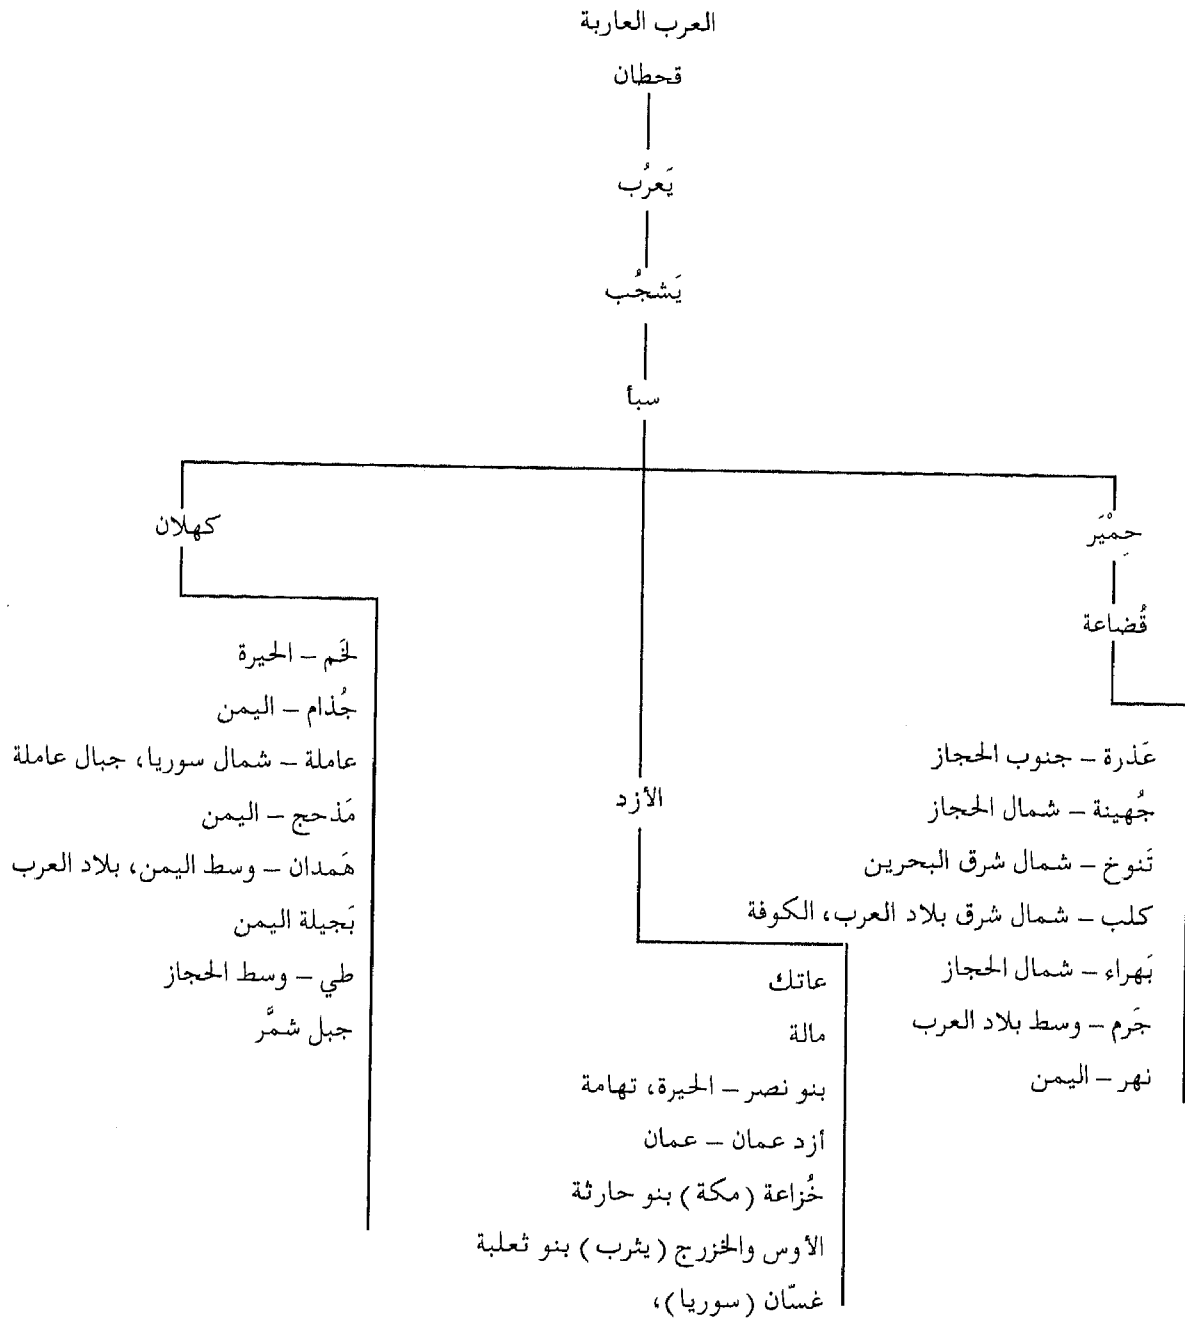 العرب العاربة
قحطان
يَعرُب
يَشجُب
سبأ
حِمْيَر
قُضاعة
عَذرة – جنوب الحجاز
جُهينة – شمال الحجاز
تَنوخ – شمال شرق البحرين
كلب – شمال شرق بلاد العرب، الكوفة
بَهراء – شمال الحجاز
جَرم – وسط بلاد العرب
نهر – اليمن
الأزد
عاتك
مالة
بنو نصر – الحيرة، تهامة
أزد عمان – عمان
خُزاعة (مكة) بنو حارثة
الأوس والخزرج (يثرب) بنو ثعلبة
غسّان (سوريا)،
كهلان
لخَم – الحيرة
جُذام – اليمن
عاملة – شمال سوريا، جبال عاملة
مَذحج – اليمن
هَمدان – وسط اليمن، بلاد العرب
بَجيلة اليمن
طي – وسط الحجاز
جبل شمَّر